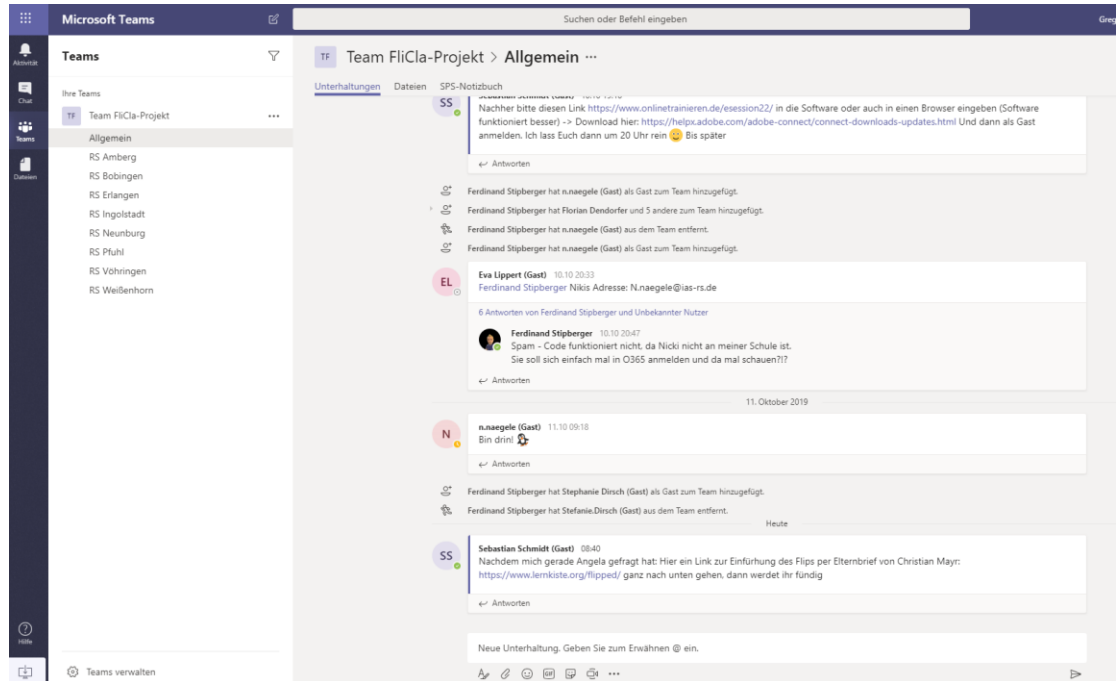 Microsoft Teams
Suchen oder Befehl eingeben
Greg
Aktivität
Chat
Teams
Dateien
Hilfe
Teams
Ihre Teams
TF Team FliCla-Projekt ...
Allgemein
RS Amberg
RS Bobingen
RS Erlangen
RS Ingolstadt
RS Neunburg
RS Pfuhl
RS Vöhringen
RS Weißenhorn
Teams verwalten
TF Team FliCla-Projekt > Allgemein ...
Unterhaltungen Dateien SPS-Notizbuch
SS
Sebastian Schmidt (Gast)
Nachher bitte diesen Link https://www.onlinetrainieren.de/esession22/ in die Software oder auch in einen Browser eingeben (Software
funktioniert besser) -> Download hier: https://helpx.adobe.com/adobe-connect/connect-downloads-updates.html Und dann als Gast
anmelden. Ich lass Euch dann um 20 Uhr rein 🙂 Bis später
Antworten
Ferdinand Stipberger hat n.naegele (Gast) als Gast zum Team hinzugefügt.
Ferdinand Stipberger hat Florian Dendorfer und 5 andere zum Team hinzugefügt.
Ferdinand Stipberger hat n.naegele (Gast) aus dem Team entfernt.
Ferdinand Stipberger hat n.naegele (Gast) als Gast zum Team hinzugefügt.
EL
Eva Lippert (Gast) 10.10 20:33
Ferdinand Stipberger Nikis Adresse: N.naegele@ias-rs.de
6 Antworten von Ferdinand Stipberger und Unbekannter Nutzer
Ferdinand Stipberger 10.10 20:47
Spam - Code funktioniert nicht, da Nicki nicht an meiner Schule ist.
Sie soll sich einfach mal in O365 anmelden und da mal schauen?!?
Antworten
11. Oktober 2019
N
n.naegele (Gast) 11.10 09:18
Bin drin! 🐧
Antworten
Ferdinand Stipberger hat Stephanie Dirsch (Gast) als Gast zum Team hinzugefügt.
Ferdinand Stipberger hat Stefanie.Dirsch (Gast) aus dem Team entfernt.
Heute
SS
Sebastian Schmidt (Gast) 08:40
Nachdem mich gerade Angela gefragt hat: Hier ein Link zur Einfürhung des Flips per Elternbrief von Christian Mayr:
https://www.lernkiste.org/flipped/ ganz nach unten gehen, dann werdet ihr fündig
Antworten
Neue Unterhaltung. Geben Sie zum Erwähnen @ ein.
GIF